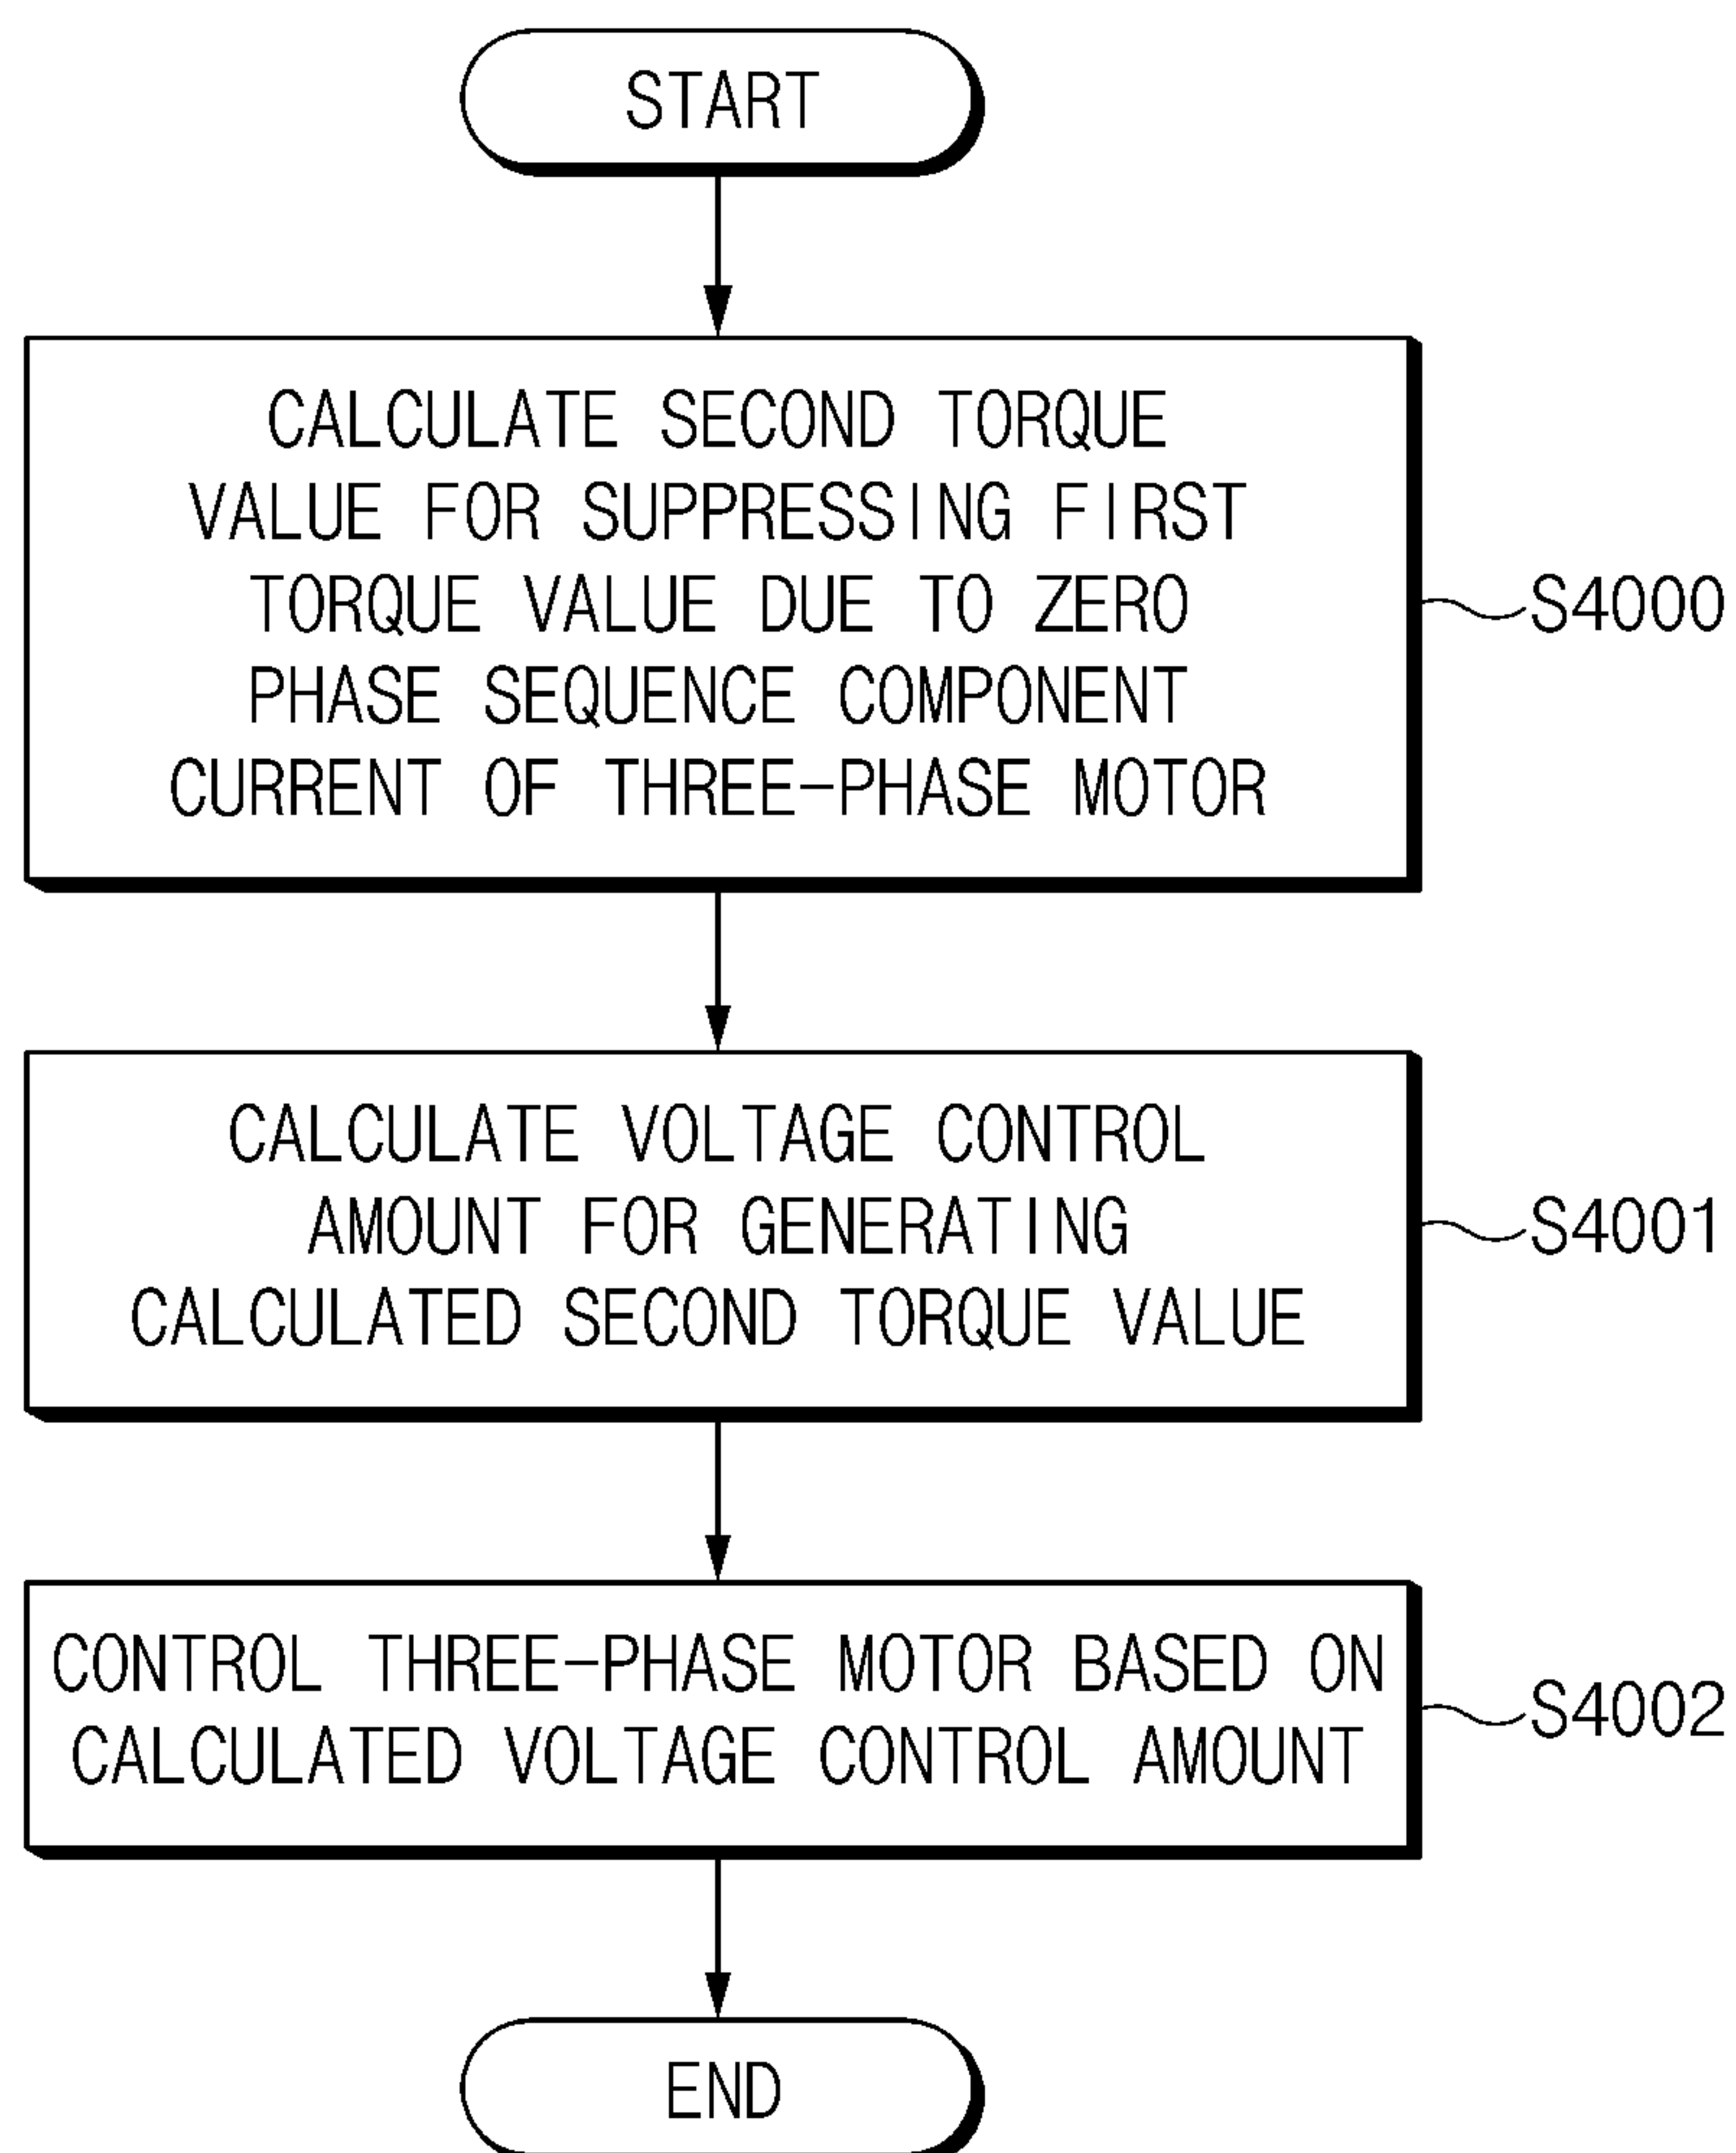 START
CALCULATE SECOND TORQUE
VALUE FOR SUPPRESSING FIRST
TORQUE VALUE DUE TO ZERO
PHASE SEQUENCE COMPONENT
CURRENT OF THREE-PHASE MOTOR
S4000
CALCULATE VOLTAGE CONTROL
AMOUNT FOR GENERATING
CALCULATED SECOND TORQUE VALUE
S4001
CONTROL THREE-PHASE MOTOR BASED ON
CALCULATED VOLTAGE CONTROL AMOUNT
S4002
END